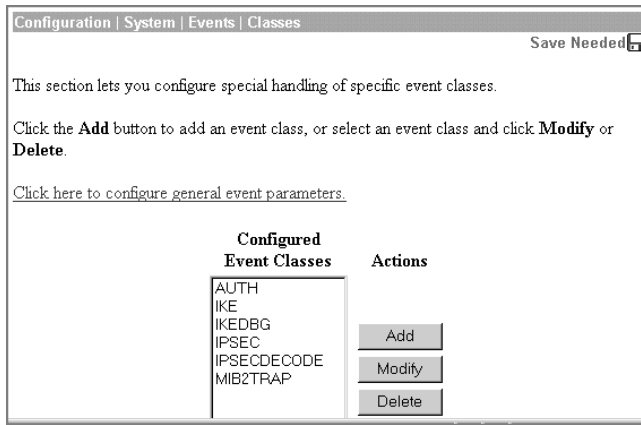 Configuration | System | Events | Classes
Save Needed
This section lets you configure special handling of specific event classes.
Click the Add button to add an event class, or select an event class and click Modify or
Delete.
Click here to configure general event parameters.
Configured
Event Classes
Actions
AUTH
IKE
IKEDBG
IPSEC
IPSECDECODE
MIB2TRAP
Add
Modify
Delete